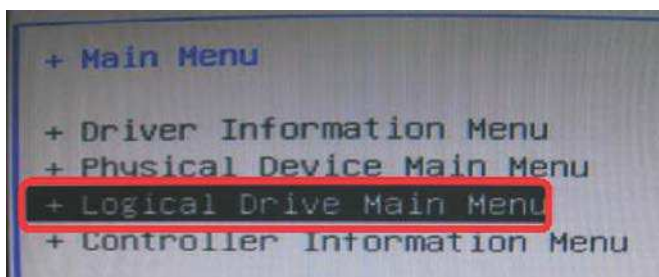 + Main Menu
+ Driver Information Menu
+ Physical Device Main Menu
+ Logical Drive Main Menu
+ Controller Information Menu